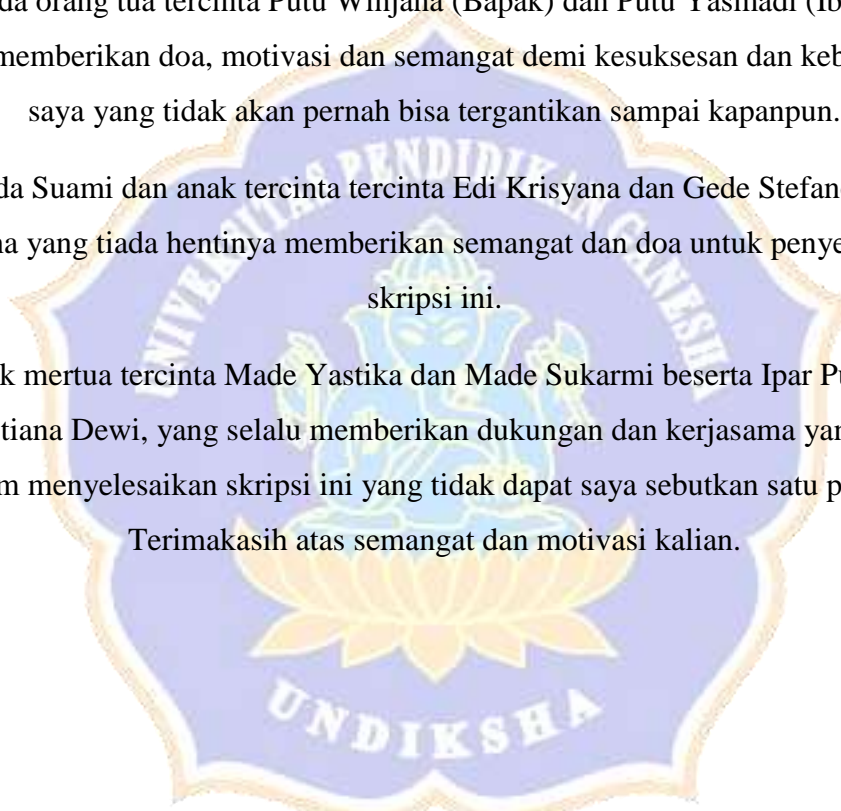 da orang tua tercinta Putu Winjana (Bapak) dan Putu Yasmadi (Ib
memberikan doa, motivasi dan semangat demi kesuksesan dan keb
saya yang tidak akan pernah bisa tergantikan sampai kapanpun.
da Suami dan anak tercinta tercinta Edi Krisyana dan Gede Stefan
na yang tiada hentinya memberikan semangat dan doa untuk penye
skripsi ini.
k mertua tercinta Made Yastika dan Made Sukarmi beserta Ipar Pu
tiana Dewi, yang selalu memberikan dukungan dan kerjasama yan
m menyelesaikan skripsi ini yang tidak dapat saya sebutkan satu p
Terimakasih atas semangat dan motivasi kalian.
UNIVERSITAS PENDIDIKAN GANESHA
UNDIKSHA